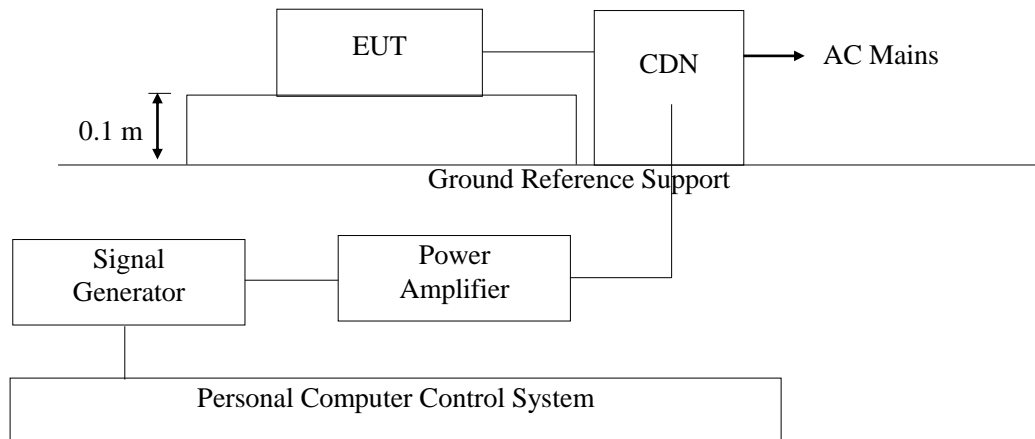 EUT
CDN
AC Mains
0.1 m
Ground Reference Support
Signal
Generator
Power
Amplifier
Personal Computer Control System